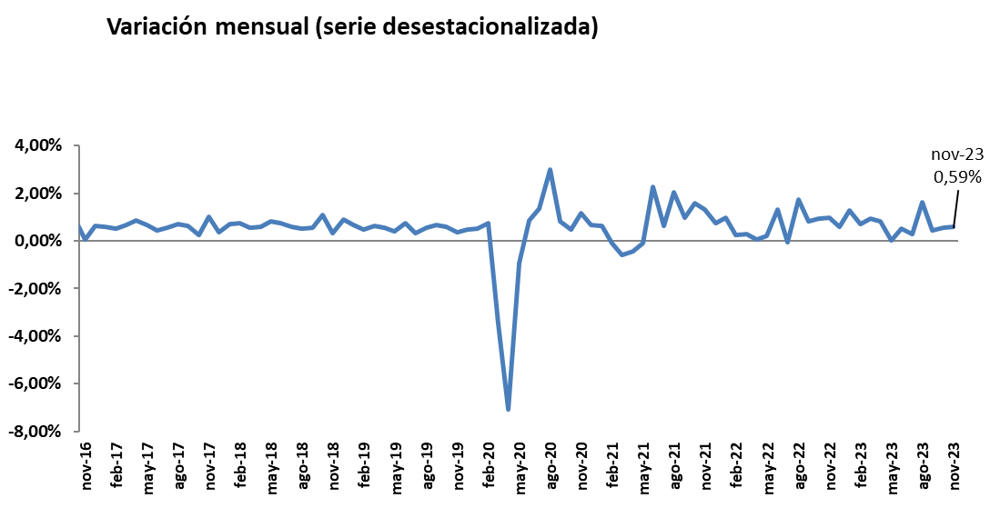 Variación mensual (serie desestacionalizada)
4,00%
2,00%
0,00%
-2,00%
-4,00%
-6,00%
-8,00%
nov-23
0,59%
nov-16
feb-17
may-17
ago-17
nov-17
feb-18
may-18
ago-18
nov-18
feb-19
may-19
ago-19
nov-19
feb-20
may-20
ago-20
nov-20
feb-21
may-21
ago-21
nov-21
feb-22
may-22
ago-22
nov-22
feb-23
may-23
ago-23
nov-23